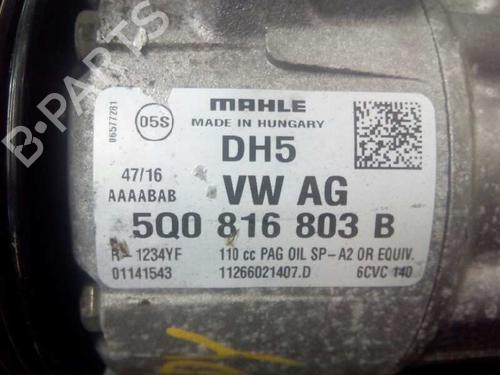 B-PARTS
MAHLE
MADE IN HUNGARY
05S
06577281
DH5
47/16
AAAABAB
VW AG
5Q0 816 803 B
R-1234YF
110 cc PAG OIL SP-A2 OR EQUIV.
01141543
11266021407.D
6CVC 140